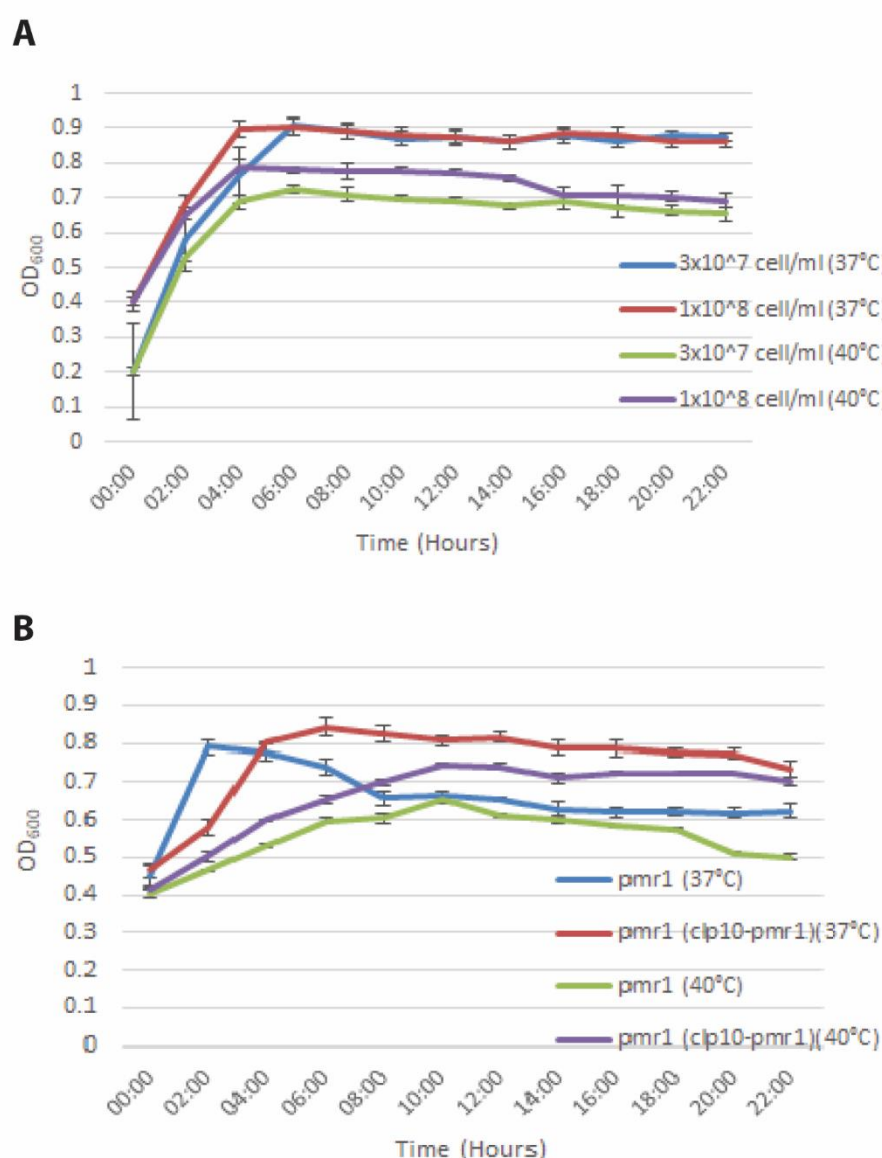 A
1
0.9
0.8
0.7
0.6
0.5
0.4
0.3
0.2
0.1
0
OD600
3x10^7 cell/ml(37°C
1x10^8 cell/ml(37°C
3x10^7 cell/ml(40°C
1x10^8 cell/ml(40°C
00:00 02:00 04:00 06:00 08:00 10:00 12:00 14:00 16:00 18:00 20:00 22:00
Time (Hours)
B
1
0.9
0.8
0.7
0.6
0.5
0.4
0.3
0.2
0.1
0
OD600
pmr1 (37°C)
pmr1 (clp10-pmr1)(37°C)
pmr1 (40°C)
pmr1 (clp10-pmr1)(40°C)
00:00 02:00 04:00 06:00 08:00 10:00 12:00 14:00 16:00 18:00 20:00 22:00
Time (Hours)